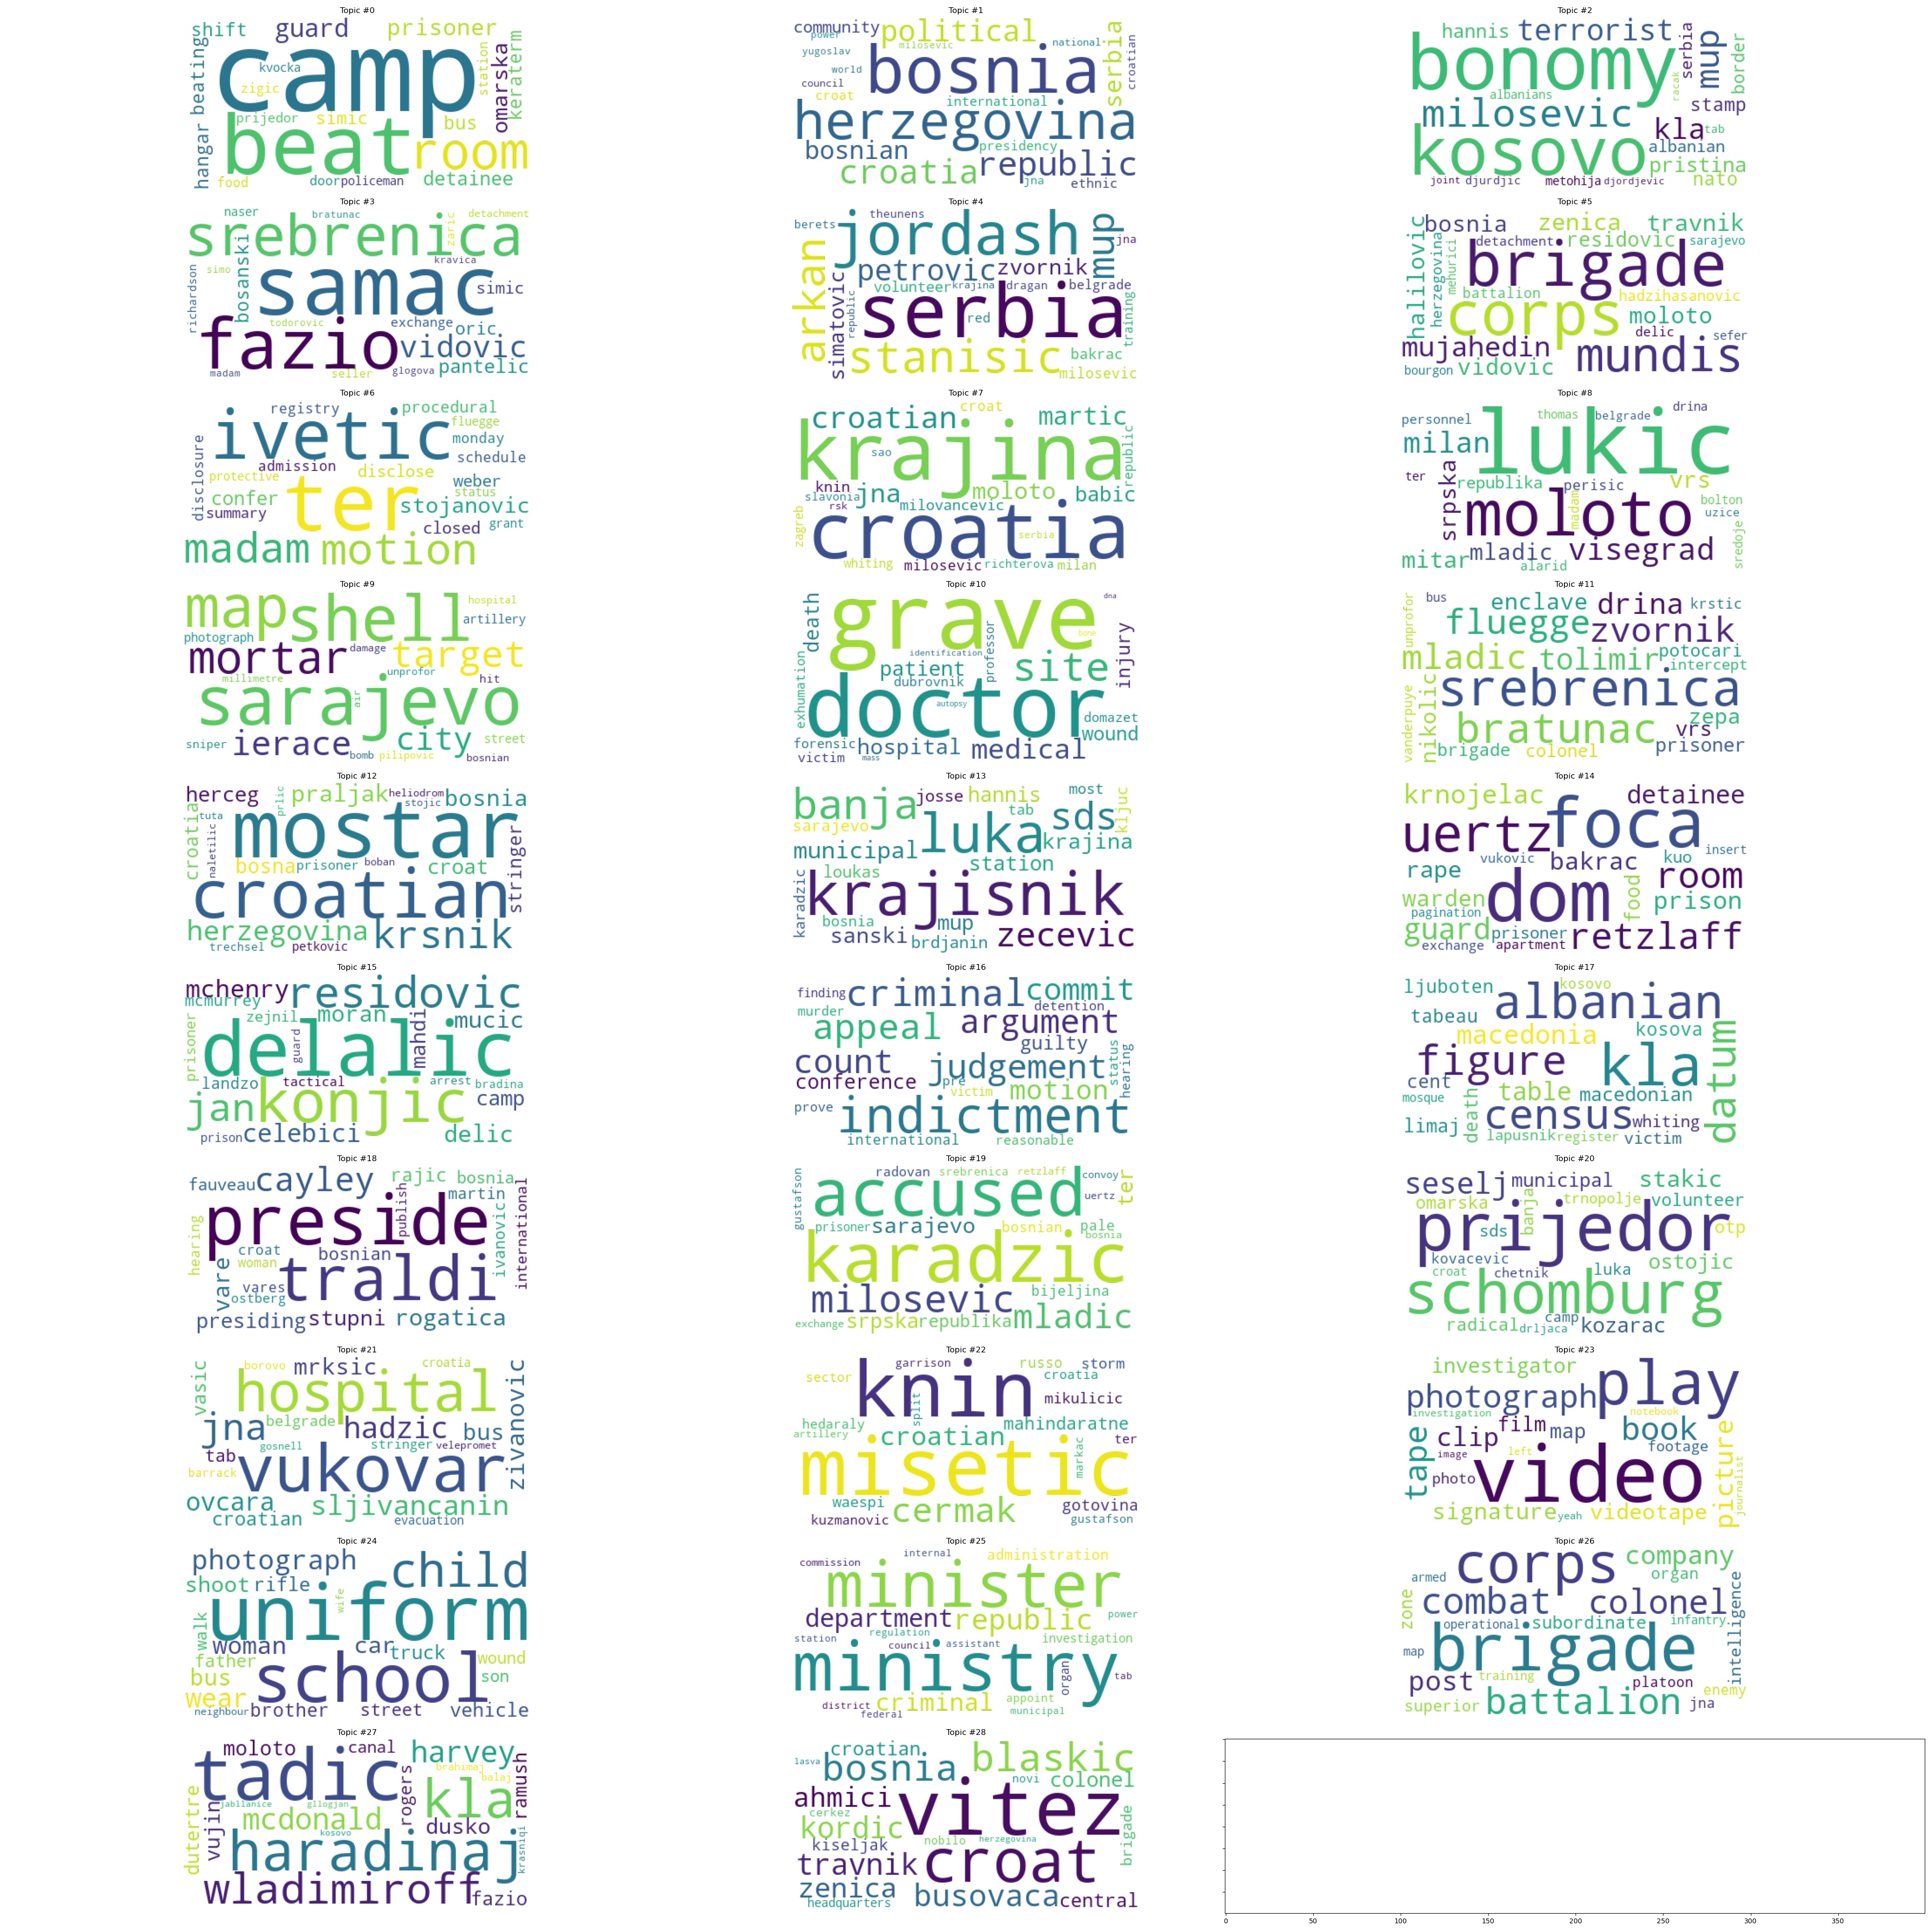 Topic #0
shift guard prisoner
camp
beating kvocka zigic station omarska keraterm
prijedor simic bus
hangar beat room
food door policeman detainee
Topic #1
community political
power yugoslav milosevic national serbia croatian
world bosnia
council croat international
herzegovina
bosnian presidency republic
croatia jna ethnic
Topic #2
hannis terrorist serbia mup border
bonomy racak
albanians stamp
milosevic kla tab
kosovo albanian pristina
joint djurdjic metohija djordjevic nato
Topic #3
naser bratunac detachment
srebrenica zaric
simo bosanski kravica
richardson samac simic
todorovic exchange oric
fazio vidovic
madam seller glogova pantelic
Topic #4
berets theunens mup jna
jordash
arkan petrovic zvornik
simatovic volunteer krajina dragan belgrade
republic serbia red training
stanisic bakrac
milosevic
Topic #5
bosnia zenica travnik
halilovic herzegovina detachment residovic sarajevo
mehurici brigade
battalion hadzihasanovic
corps moloto
delic sefer
mujahedin mundis
bourgon vidovic
Topic #6
registry procedural
ivetic fluegge
monday
disclosure admission schedule
protective disclose weber
confer ter status
summary stojanovic
closed grant
madam motion
Topic #7
croatian croat martic
krajina republic
sao
knin jna moloto babic
slavonia rsk milovancevic
zagreb croatia serbia
whiting milosevic richterova milan
Topic #8
personnel thomas belgrade drina
milan lukic
ter srpska republika perisic vrs
moloto madam bolton
uzice
mitar mladic visegrad sredoje
alarid
Topic #9
map shell hospital
artillery
photograph
mortar damage target
millimetre unprofor hit
sarajevo air
sniper ierace city street
bomb pilipovic bosnian
Topic #10
death grave dna
bone injury
exhumation identification professor
patient site
dubrovnik
doctor autopsy domazet
wound
forensic hospital medical
victim mass
Topic #11
unprofor bus enclave drina krstic
fluegge zvornik
mladic tolimir potocari
intercept
vanderpuye nikolic srebrenica
bratunac zepa
vrs
brigade colonel prisoner
Topic #12
herceg prlic praljak heliodrom bosnia
stojic
croatia tuta mostar
naletilic bosna prisoner boban croat stringer
croatian
herzegovina krsnik
trechsel petkovic
Topic #13
banja josse hannis most kljuc
sarajevo luka tab sds
municipal krajina
loukas station
karadzic krajisnik
bosnia mup
sanski brdjanin zecevic
Topic #14
krnojelac detainee
uertz foca
vukovic bakrac kuo insert
rape room
warden dom food prison
pagination
guard prisoner
exchange apartment retzlaff
Topic #15
mchenry residovic
mcmurrey
zejnil moran mahdi mucic
prisoner delalic guard
landzo tactical arrest bradina
jan konjic camp
prison celebici delic
Topic #16
finding criminal commit
murder detention
appeal argument
guilty status hearing
count judgement
conference pre victim motion
prove indictment
international reasonable
Topic #17
ljuboten albanian kosovo
tabeau
macedonia kosova datum
figure kla
cent table macedonian
mosque death
census whiting
limaj lapusnik register victim
Topic #18
fauveau cayley rajic bosnia
martin
preside publish international
hearing croat bosnian ivanovic
woman
vare vares traldi
ostberg
presiding stupni rogatica
Topic #19
gustafson radovan srebrenica retzlaff convoy ter
accused uertz
prisoner sarajevo bosnian pale
bosnia
karadzic
milosevic bijeljina
exchange srpska republika mladic
Topic #20
seselj municipal stakic
omarska trnopolje volunteer
prijedor otp
sds banja
kovacevic luka ostojic
croat chetnik
schomburg
radical drljaca camp kozarac
Topic #21
vasic borovo mrksic croatia zivanovic
hospital
jna belgrade hadzic bus
tab gosnell stringer velepromet
barrack vukovar
ovcara sljivancanin
croatian evacuation
Topic #22
garrison russo storm
sector knin croatia
mikulicic
hedaraly split mahindaratne
artillery croatian ter
misetic markac
waespi gotovina
kuzmanovic cermak gustafson
Topic #23
investigator play
photograph
investigation notebook
clip film map book
tape image left footage picture
photo video journalist
signature yeah videotape
Topic #24
photograph child
shoot rifle wife
walk uniform
woman car truck
father wound
bus school son
wear
neighbour brother street vehicle
Topic #25
commission internal administration
minister
department republic power
station regulation
council assistant investigation
ministry organ tab
district criminal appoint
federal municipal
Topic #26
corps company
armed organ intelligence
zone combat colonel
operational subordinate infantry
map brigade
post training platoon enemy
superior battalion jna
Topic #27
moloto canal harvey
tadic brahimaj balaj ramush
rogers kla
dutertre jabllanice gllogjan
vujin mcdonald dusko
kosovo
haradinaj krasniqi
wladimiroff fazio
Topic #28
lasva croatian blaskic
bosnia novi colonel
ahmici vitez
cerkez
kordic brigade
kiseljak nobilo herzegovina
travnik croat
zenica busovaca central
headquarters
0 50 100 150 200 250 300 350